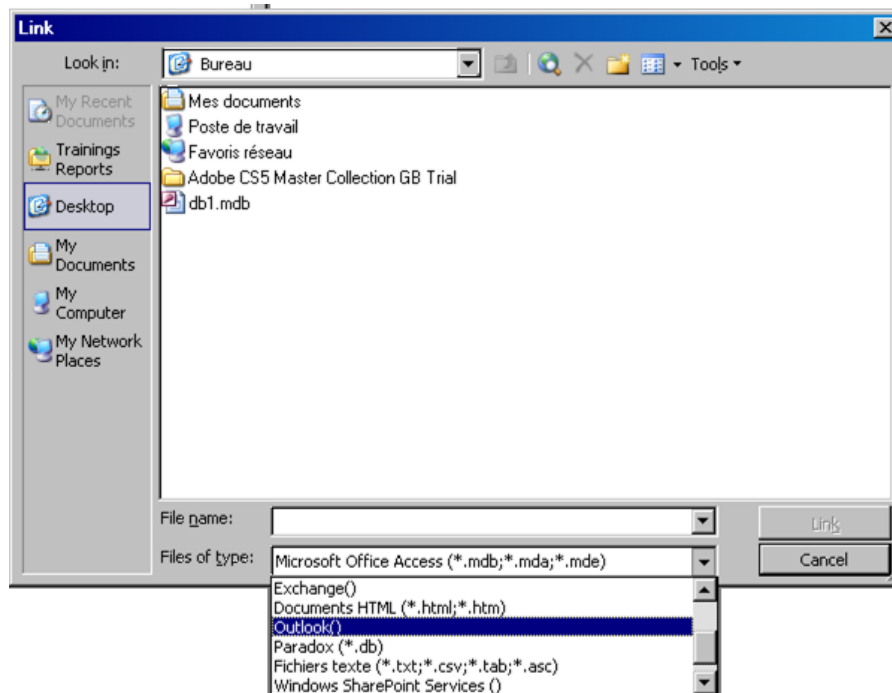 Link
Look in: Bureau Tools
My Recent
Documents
Trainings
Reports
Desktop
My
Documents
My
Computer
My Network
Places
Mes documents
Poste de travail
Favoris réseau
Adobe CS5 Master Collection GB Trial
db1.mdb
File name: Link
Files of type: Microsoft Office Access (*.mdb;*.mda;*.mde) Cancel
Exchange()
Documents HTML (*.html;*.htm)
Outlook()
Paradox (*.db)
Fichiers texte (*.txt;*.csv;*.tab;*.asc)
Windows SharePoint Services ()